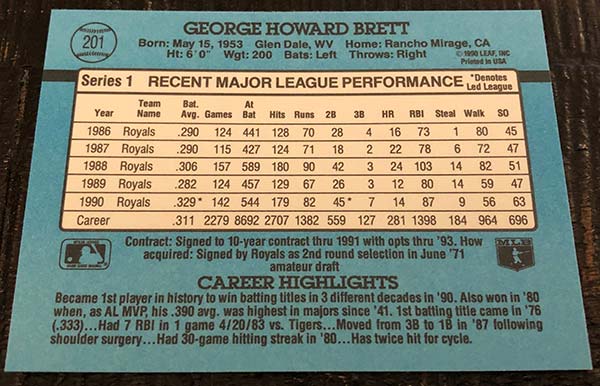 201
GEORGE HOWARD BRETT
Born: May 15, 1953 Glen Dale, WV Home: Rancho Mirage, CA
Ht: 6' 0" Wgt: 200 Bats: Left Throws: Right
© 1990 LEAF, INC
Printed in USA
Series 1 RECENT MAJOR LEAGUE PERFORMANCE *Denotes Led League
Year Team Name Bat. Avg. Games At Bat Hits Runs 2B 3B HR RBI Steal Walk SO
1986 Royals .290 124 441 128 70 28 4 16 73 1 80 45
1987 Royals .290 115 427 124 71 18 2 22 78 6 72 47
1988 Royals .306 157 589 180 90 42 3 24 103 14 82 51
1989 Royals .282 124 457 129 67 26 3 12 80 14 59 47
1990 Royals .329 * 142 544 179 82 45 * 7 14 87 9 56 63
Career .311 2279 8692 2707 1382 559 127 281 1398 184 964 696
Contract: Signed to 10-year contract thru 1991 with opts thru '93. How
acquired: Signed by Royals as 2nd round selection in June '71
amateur draft
MLB
CAREER HIGHLIGHTS
Became 1st player in history to win batting titles in 3 different decades in '90. Also won in '80
when, as AL MVP, his .390 avg. was highest in majors since '41. 1st batting title came in '76
(.333)...Had 7 RBI in 1 game 4/20/83 vs. Tigers...Moved from 3B to 1B in '87 following
shoulder surgery...Had 30-game hitting streak in '80...Has twice hit for cycle.